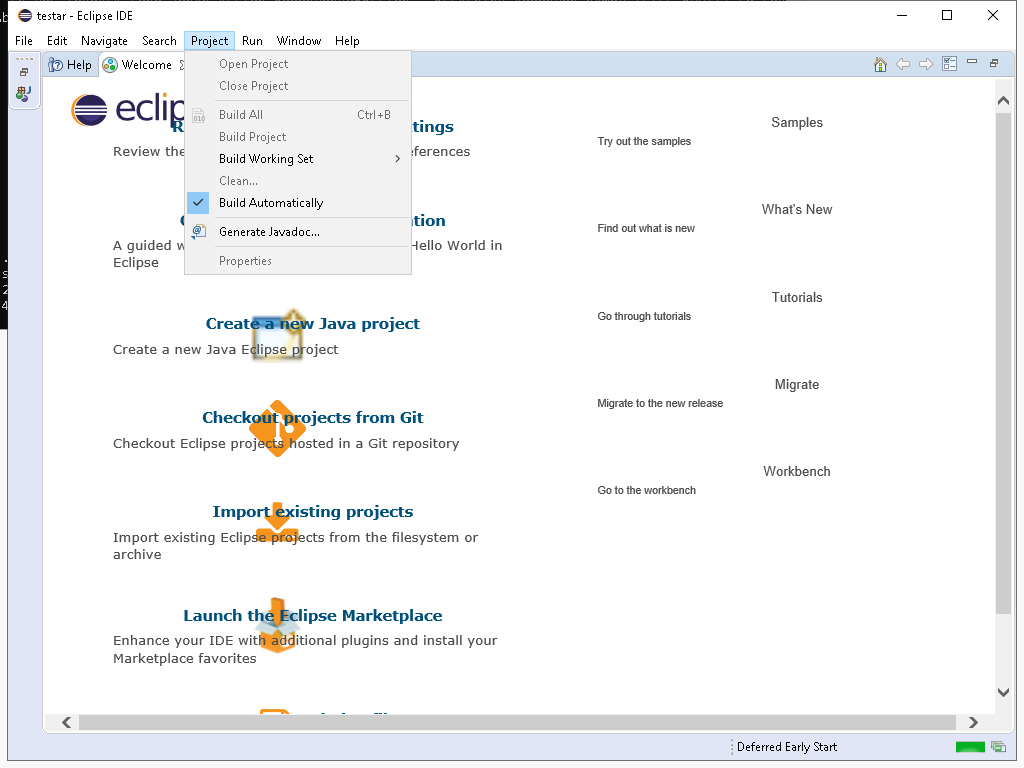 testar - Eclipse IDE
File Edit Navigate Search Project Run Window Help
Help Welcome
Open Project
Close Project
Build All Ctrl+B
Build Project
Build Working Set
Clean...
Build Automatically
Generate Javadoc...
Properties
eclip
tings
Review the
eferences
tion
A guided w
Hello World in
Eclipse
Create a new Java project
Create a new Java Eclipse project
Checkout projects from Git
Checkout Eclipse projects hosted in a Git repository
Import existing projects
Import existing Eclipse projects from the filesystem or
archive
Launch the Eclipse Marketplace
Enhance your IDE with additional plugins and install your
Marketplace favorites
Samples
Try out the samples
What's New
Find out what is new
Tutorials
Go through tutorials
Migrate
Migrate to the new release
Workbench
Go to the workbench
Deferred Early Start